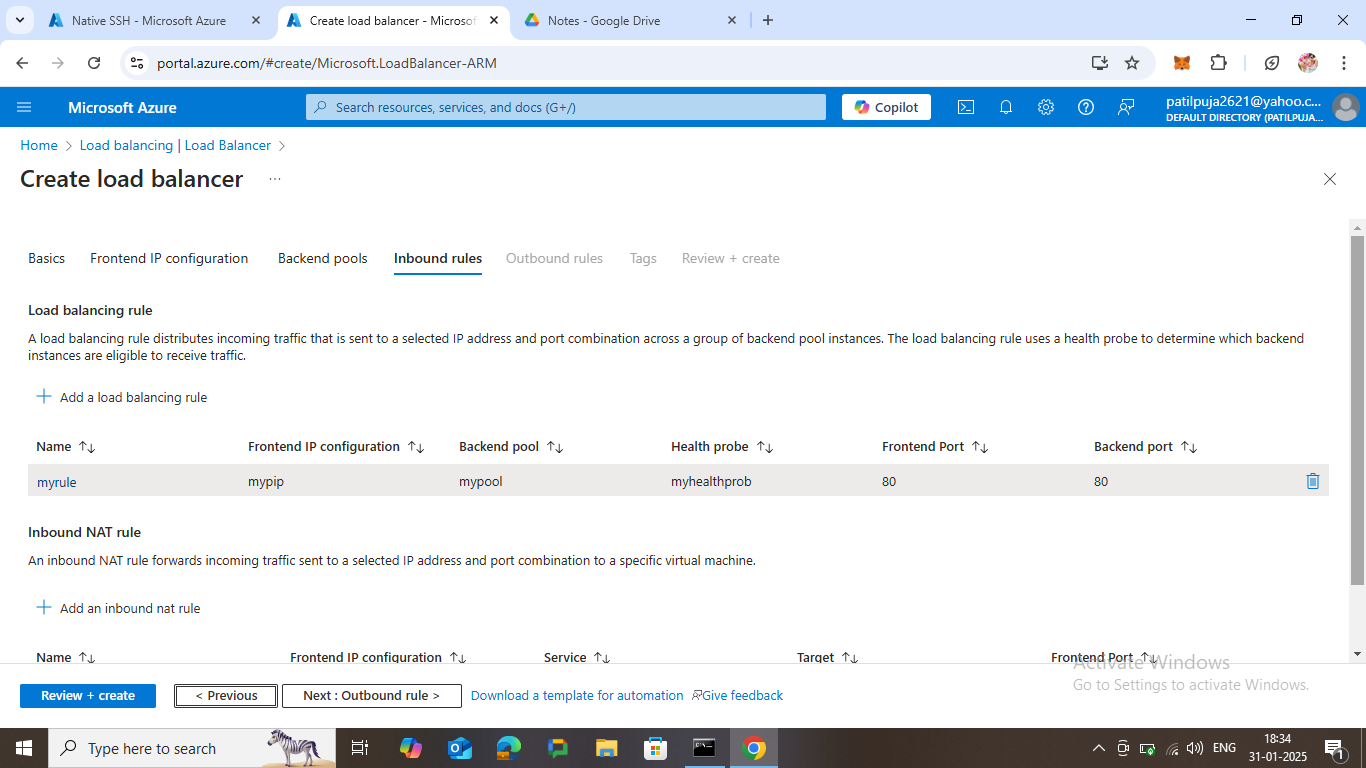 Native SSH - Microsoft Azure
Create load balancer - Microsof
Notes - Google Drive
portal.azure.com/#create/Microsoft.LoadBalancer-ARM
Microsoft Azure
Search resources, services, and docs (G+/)
Copilot
patilpuja2621@yahoo.c...
DEFAULT DIRECTORY (PATILPUJA...
Home > Load balancing | Load Balancer >
Create load balancer ...
Basics Frontend IP configuration Backend pools Inbound rules Outbound rules Tags Review + create
Load balancing rule
A load balancing rule distributes incoming traffic that is sent to a selected IP address and port combination across a group of backend pool instances. The load balancing rule uses a health probe to determine which backend
instances are eligible to receive traffic.
+ Add a load balancing rule
Name ↑↓ Frontend IP configuration ↑↓ Backend pool ↑↓ Health probe ↑↓ Frontend Port ↑↓ Backend port ↑↓
myrule mypip mypool myhealthprob 80 80
Inbound NAT rule
An inbound NAT rule forwards incoming traffic sent to a selected IP address and port combination to a specific virtual machine.
+ Add an inbound nat rule
Name ↑↓ Frontend IP configuration ↑↓ Service ↑↓ Target ↑↓ Frontend Port ↑↓
Activate Windows
Go to Settings to activate Windows.
Review + create < Previous Next : Outbound rule > Download a template for automation Give feedback
Type here to search
ENG
18:34
31-01-2025
1